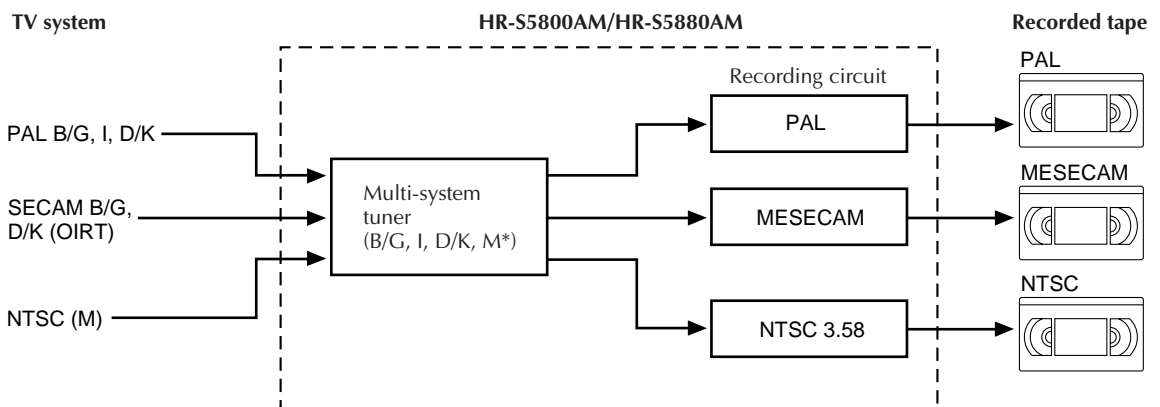 TV system
HR-S5800AM/HR-S5880AM
Recorded tape
PAL B/G, I, D/K
SECAM B/G,
D/K (OIRT)
NTSC (M)
Multi-system
tuner
(B/G, I, D/K, M*)
Recording circuit
PAL
MESECAM
NTSC 3.58
PAL
MESECAM
NTSC